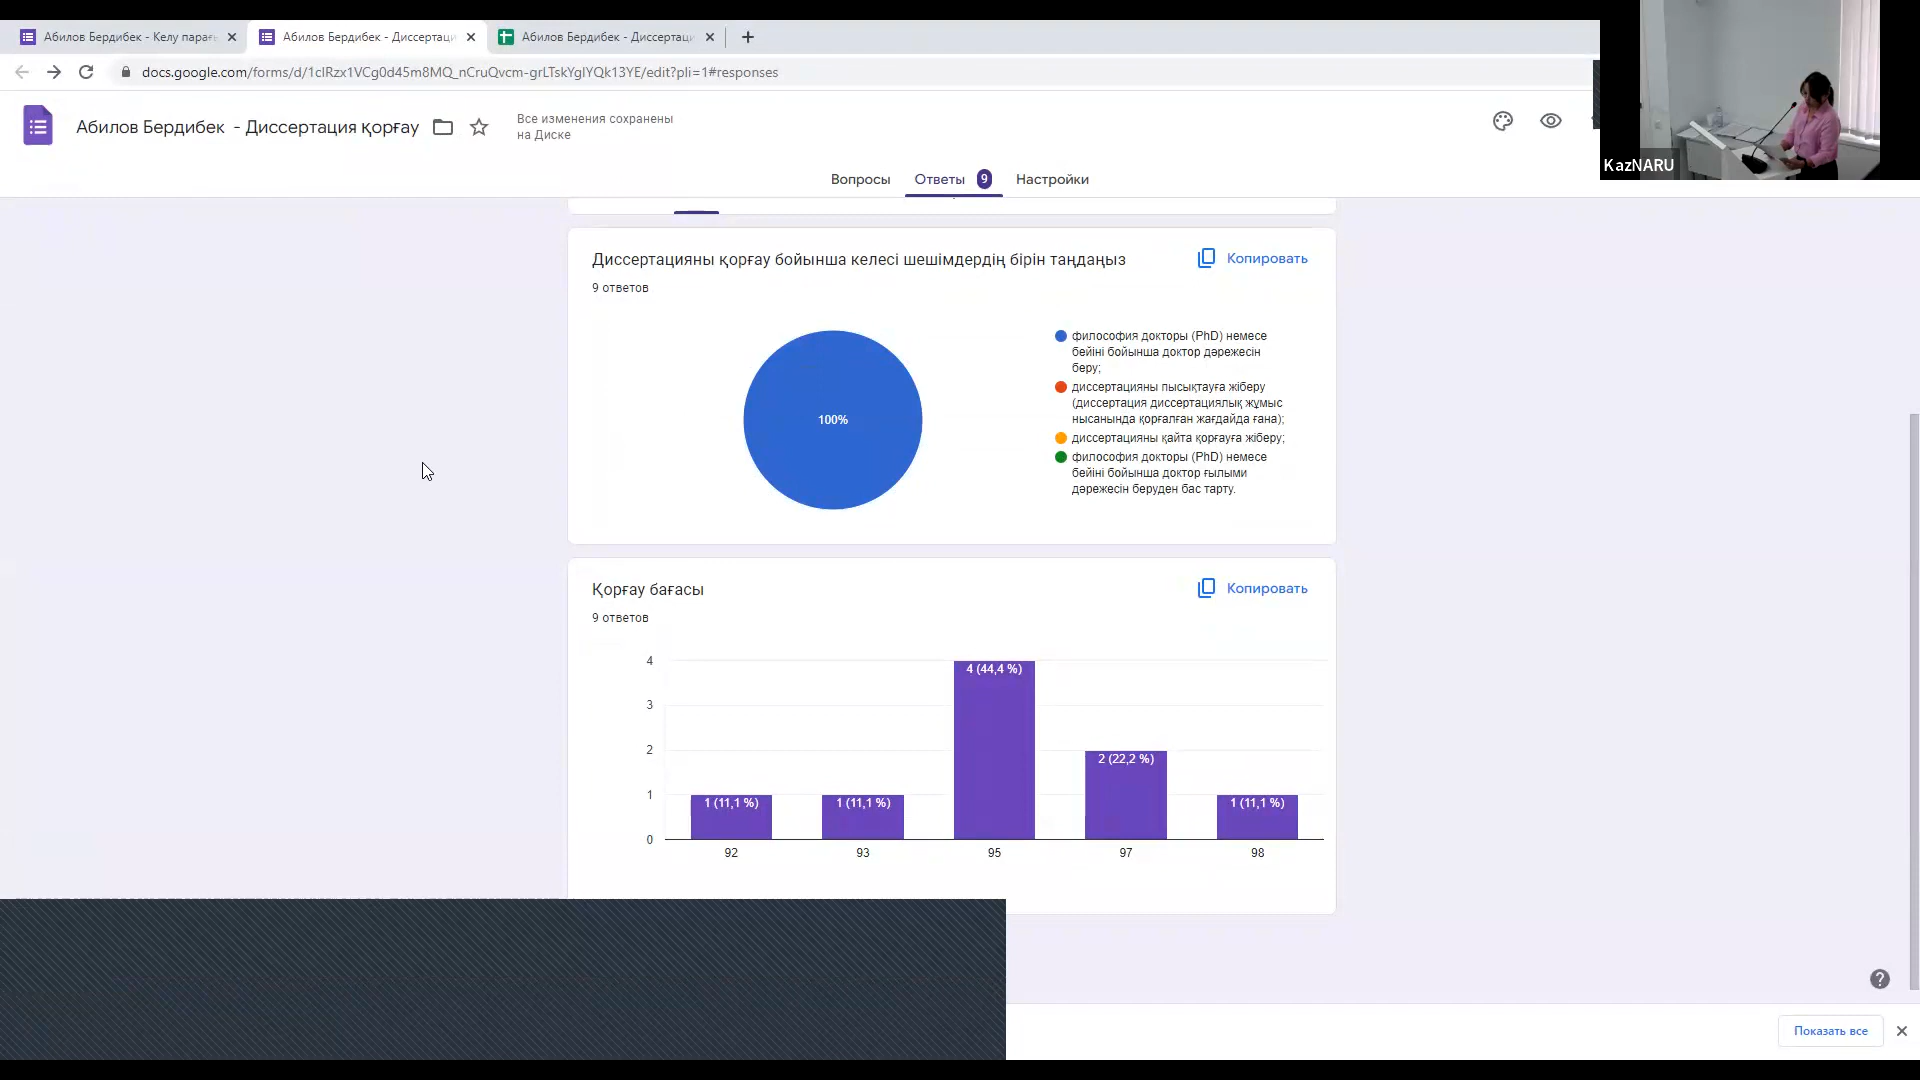 Абилов Бердибек - Келу параг
Абилов Бердибек - Диссертаци
Абилов Бердибек - Диссертаци
docs.google.com/forms/d/1clRzx1VCg0d45m8MQ_nCruQvcm-grLTskYglYQk13YE/edit?pli=1#responses
Абилов Бердибек - Диссертация қорғау
Все изменения сохранены
на Диске
KazNARU
Вопросы
Ответы 9
Настройки
Диссертацияны қорғау бойынша келесі шешімдердің бірін таңдаңыз
Копировать
9 ответов
100%
философия докторы (PhD) немесе
бейіні бойынша доктор дәрежесін
беру;
диссертацияны пысықтауға жіберу
(диссертация диссертациялық жұмыс
нысанында қорғалған жағдайда ғана);
диссертацияны қайта қорғауға жіберу;
философия докторы (PhD) немесе
бейіні бойынша доктор ғылыми
дәрежесін беруден бас тарту.
Қорғау бағасы
Копировать
9 ответов
4
3
2
1
0
1 (11,1 %)
1 (11,1 %)
4 (44,4 %)
2 (22,2 %)
1 (11,1 %)
92
93
95
97
98
Показать все